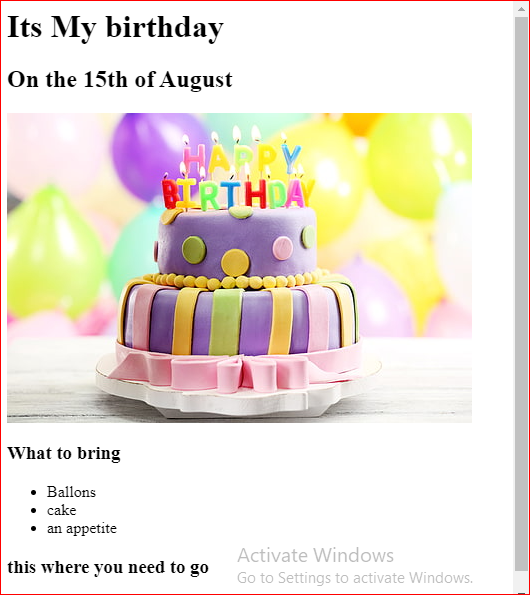 Its My birthday
On the 15th of August
HAPPY
BIRTHDAY
What to bring
Ballons
cake
an appetite
this where you need to go
Activate Windows
Go to Settings to activate Windows.